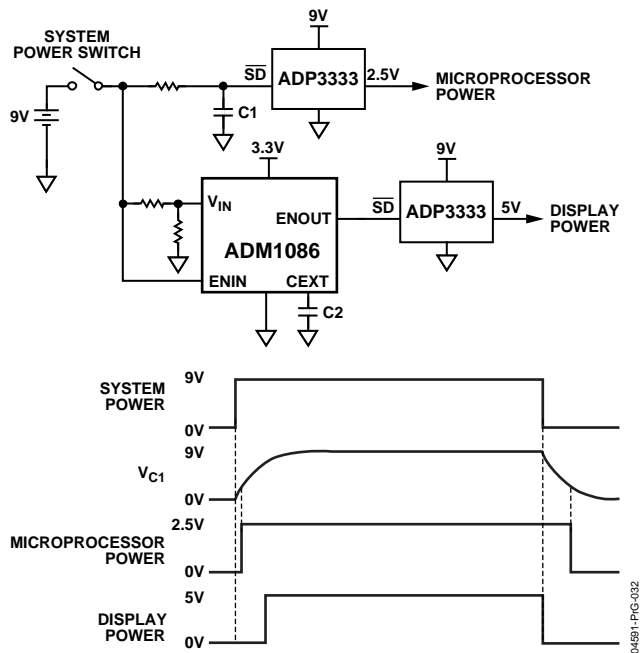 SYSTEM
POWER SWITCH
9V
9V
SD
ADP3333
2.5V
MICROPROCESSOR
POWER
C1
3.3V
9V
VIN
ENOUT
SD
ADP3333
5V
DISPLAY
POWER
ADM1086
ENIN
CEXT
C2
SYSTEM
POWER
9V
0V
VC1
9V
0V
MICROPROCESSOR
POWER
2.5V
0V
DISPLAY
POWER
5V
0V
04591-PrG-032